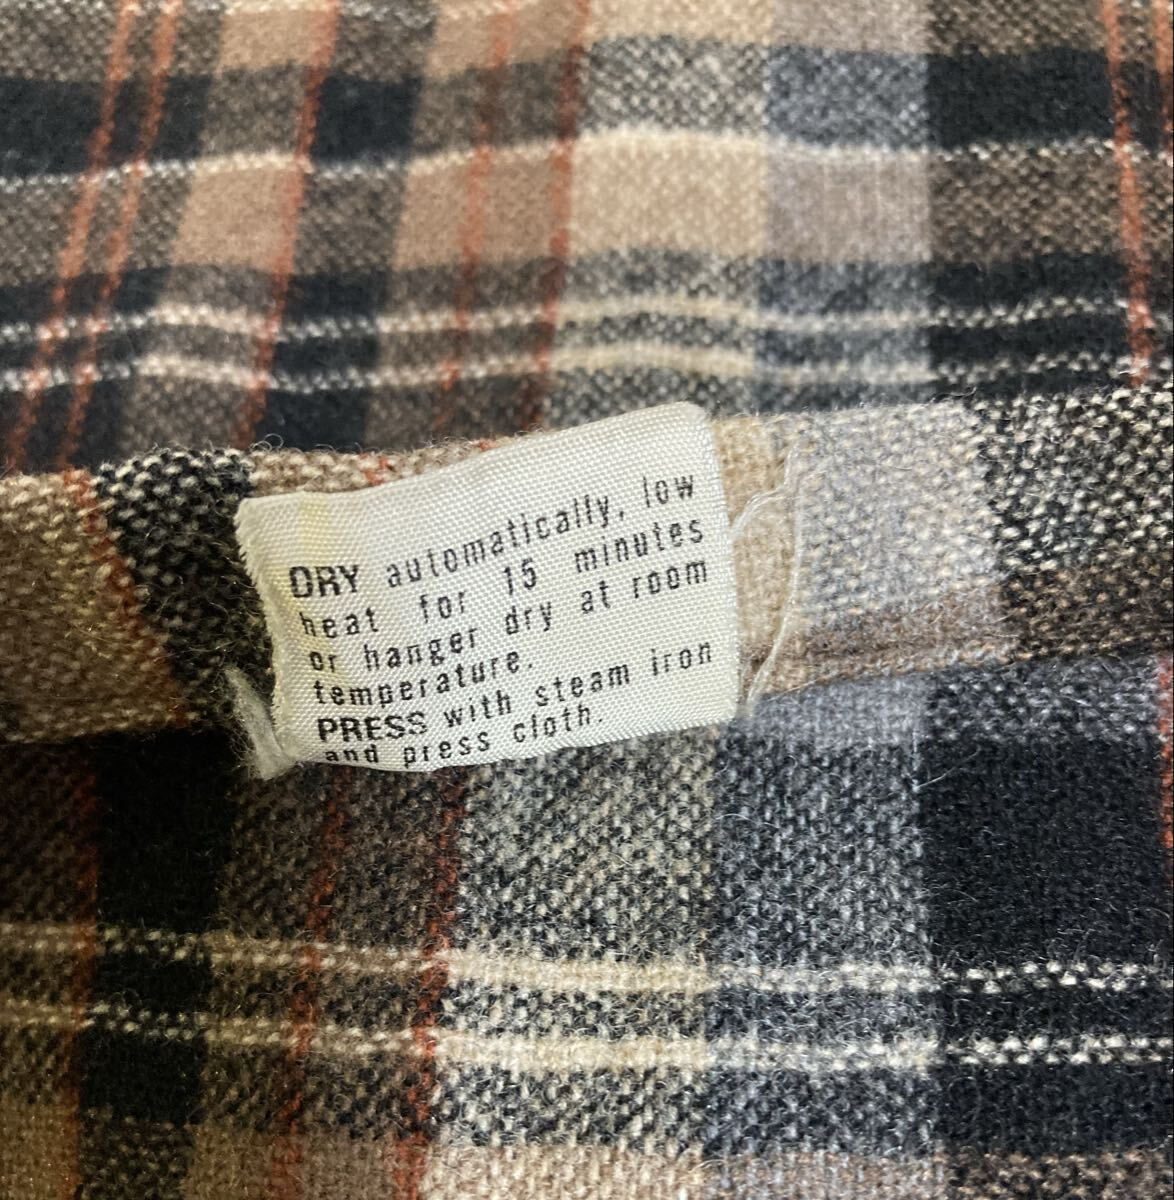 DRY automatically, low
heat for 15 minutes
or hanger dry at room
temperature.
PRESS with steam iron
and press cloth.